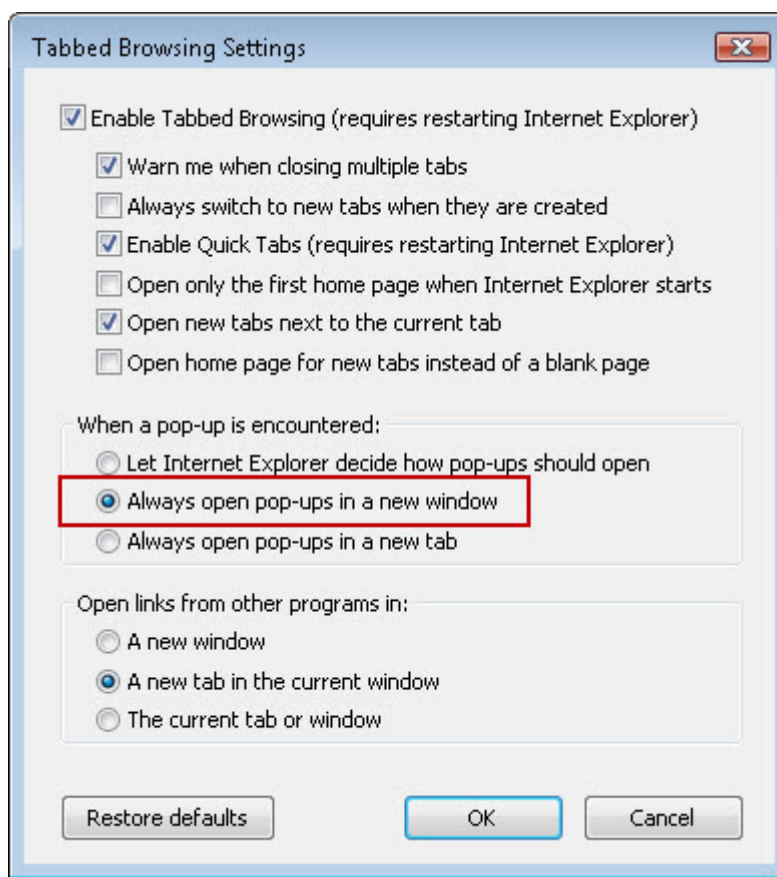 Tabbed Browsing Settings
Enable Tabbed Browsing (requires restarting Internet Explorer)
Warn me when closing multiple tabs
Always switch to new tabs when they are created
Enable Quick Tabs (requires restarting Internet Explorer)
Open only the first home page when Internet Explorer starts
Open new tabs next to the current tab
Open home page for new tabs instead of a blank page
When a pop-up is encountered:
Let Internet Explorer decide how pop-ups should open
Always open pop-ups in a new window
Always open pop-ups in a new tab
Open links from other programs in:
A new window
A new tab in the current window
The current tab or window
Restore defaults OK Cancel